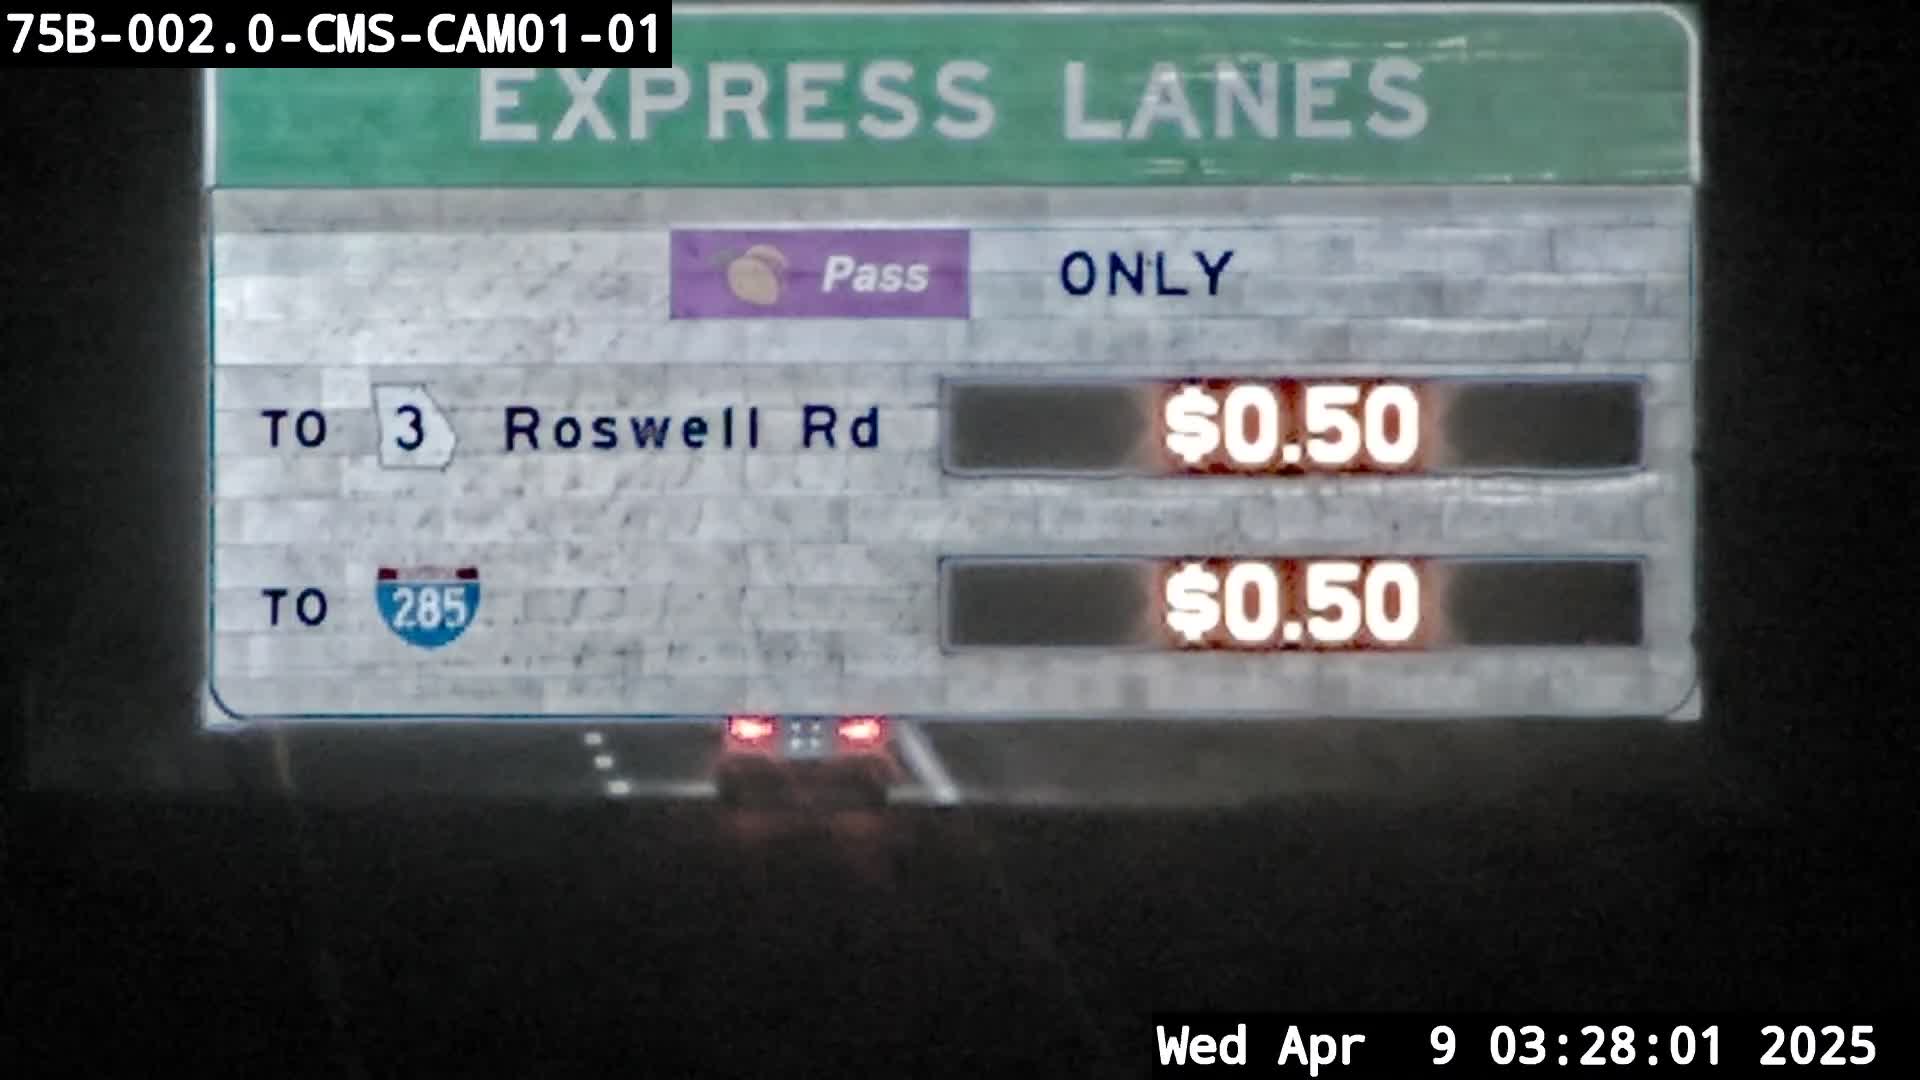 75B-002.0-CMS-CAM01-01
EXPRESS LANES
Pass ONLY
TO 3 Roswell Rd $0.50
TO 285 $0.50
Wed Apr 9 03:28:01 2025